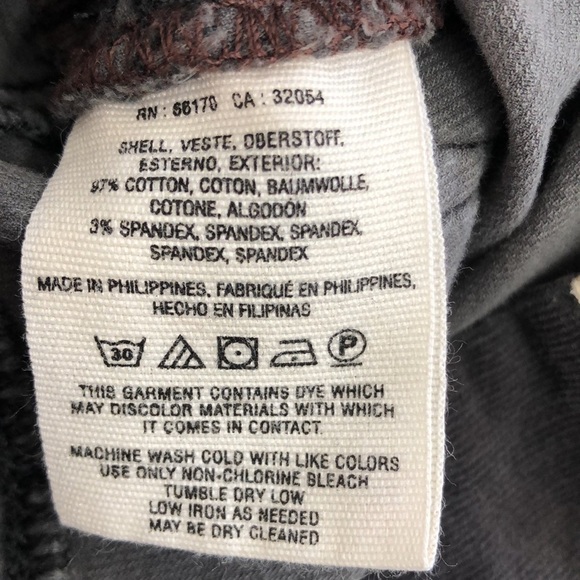 RN : 66170 CA : 32054
SHELL, VESTE, OBERSTOFF,
ESTERNO, EXTERIOR:
97% COTTON, COTON, BAUMWOLLE,
COTONE, ALGODÓN
3% SPANDEX, SPANDEX, SPANDEX,
SPANDEX, SPANDEX
MADE IN PHILIPPINES, FABRIQUÉ EN PHILIPPINES,
HECHO EN FILIPINAS
30 P
THIS GARMENT CONTAINS DYE WHICH
MAY DISCOLOR MATERIALS WITH WHICH
IT COMES IN CONTACT.
MACHINE WASH COLD WITH LIKE COLORS
USE ONLY NON-CHLORINE BLEACH
TUMBLE DRY LOW
LOW IRON AS NEEDED
MAY BE DRY CLEANED